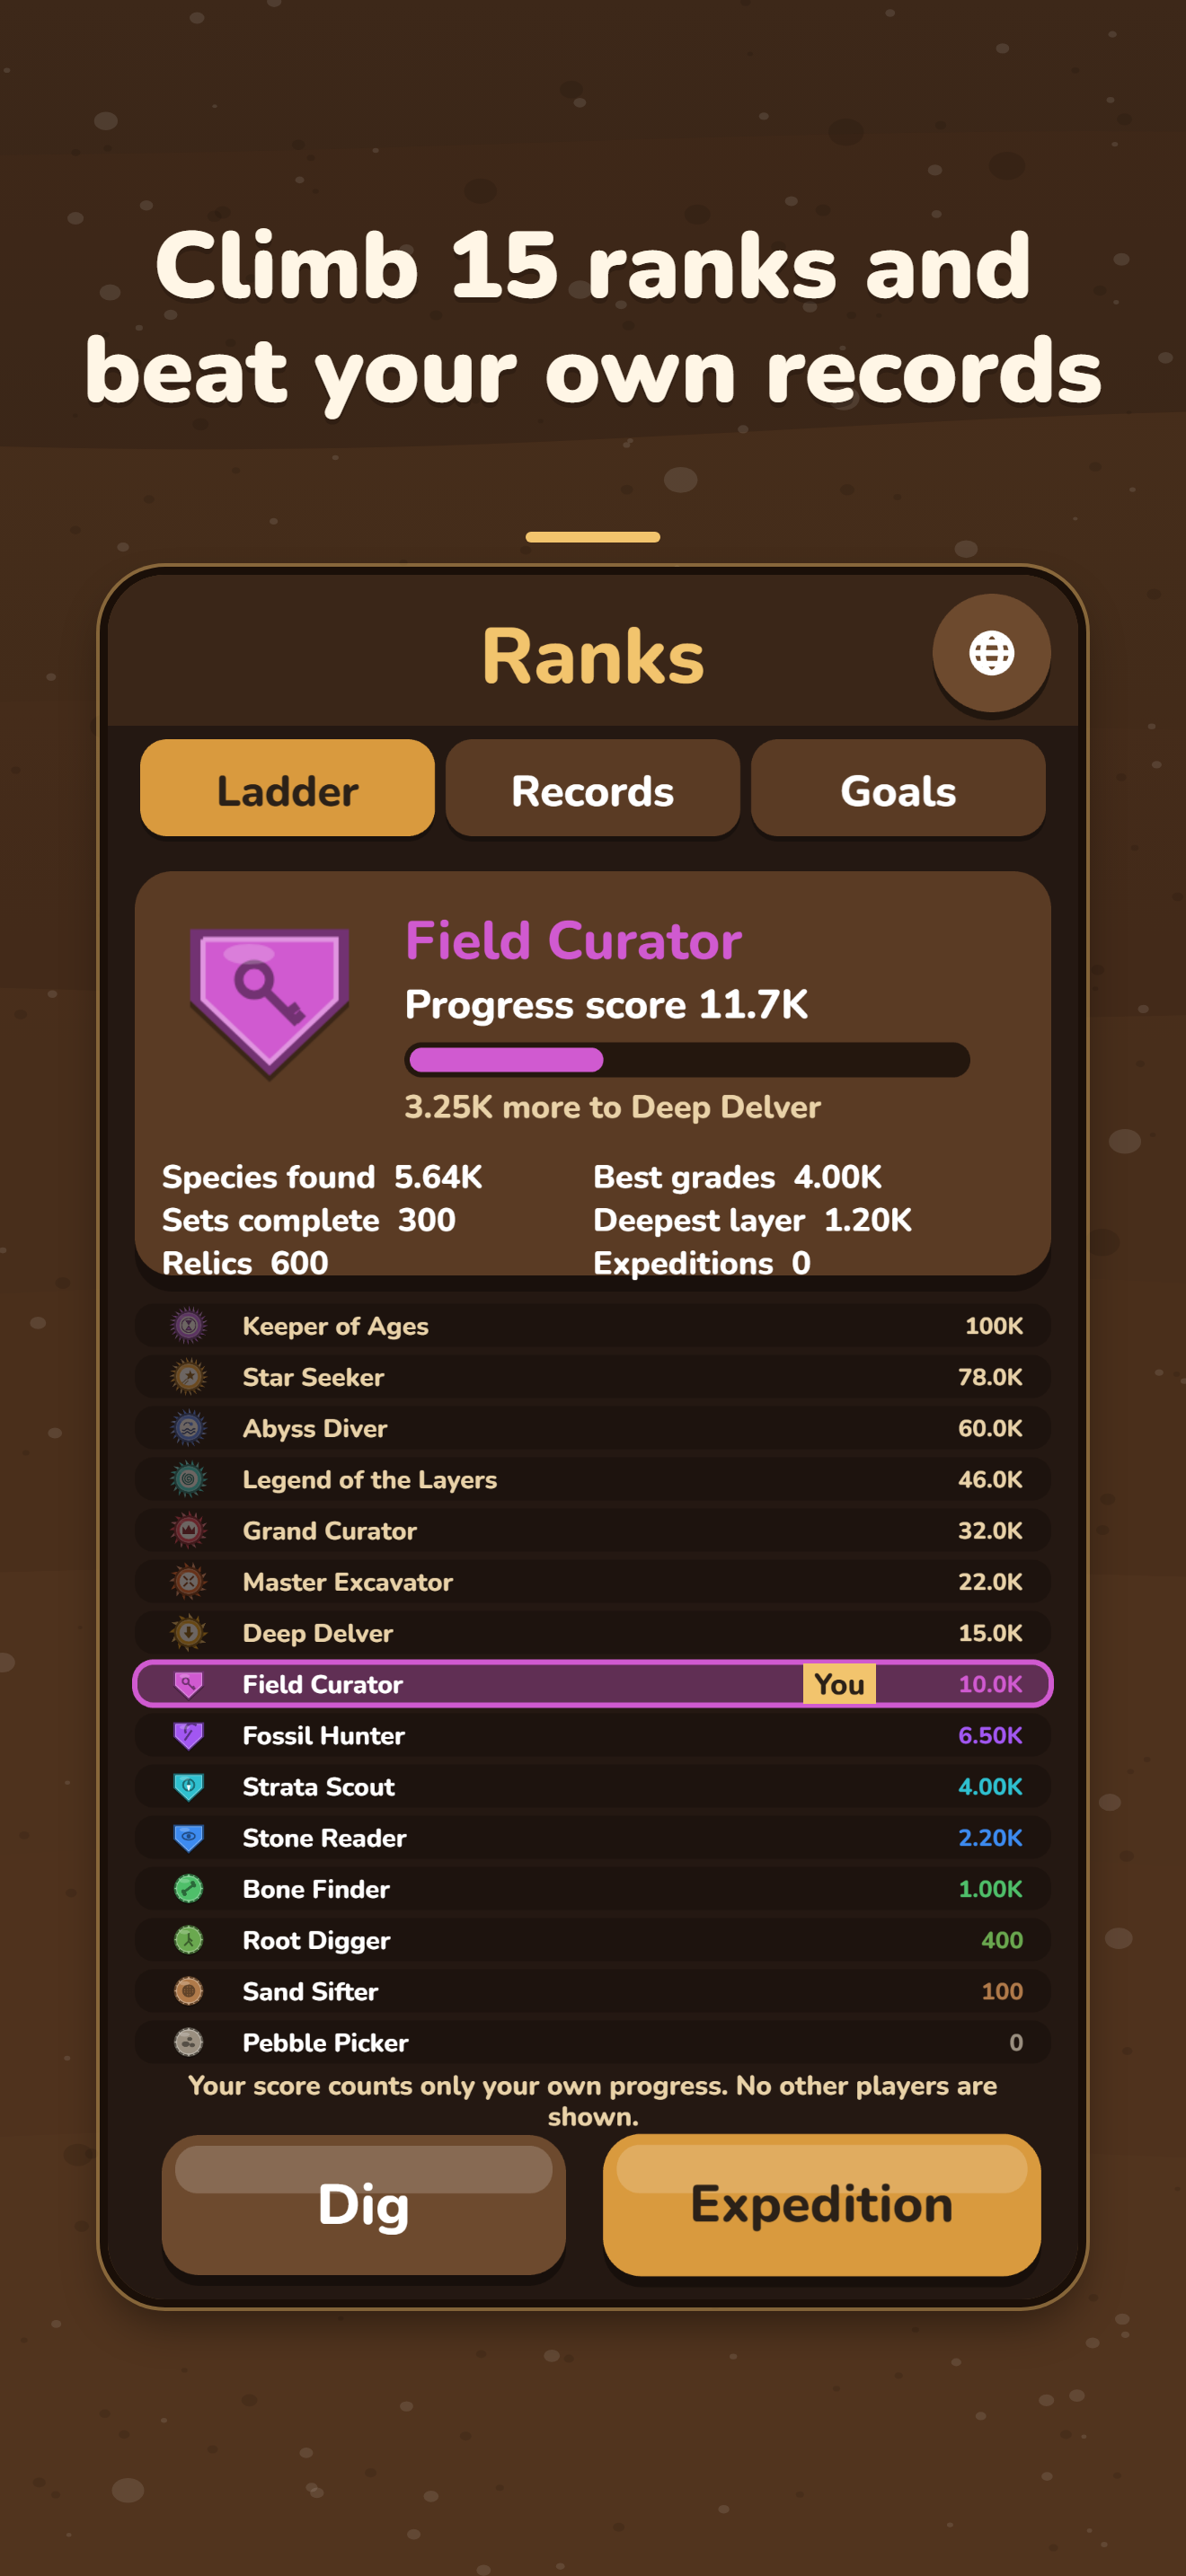 Climb 15 ranks and
beat your own records
Ranks
Ladder Records Goals
Field Curator
Progress score 11.7K
3.25K more to Deep Delver
Species found 5.64K Best grades 4.00K
Sets complete 300 Deepest layer 1.20K
Relics 600 Expeditions 0
Keeper of Ages 100K
Star Seeker 78.0K
Abyss Diver 60.0K
Legend of the Layers 46.0K
Grand Curator 32.0K
Master Excavator 22.0K
Deep Delver 15.0K
Field Curator You 10.0K
Fossil Hunter 6.50K
Strata Scout 4.00K
Stone Reader 2.20K
Bone Finder 1.00K
Root Digger 400
Sand Sifter 100
Pebble Picker 0
Your score counts only your own progress. No other players are
shown.
Dig Expedition